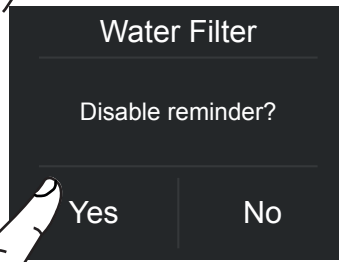 Water Filter
Disable reminder?
Yes
No